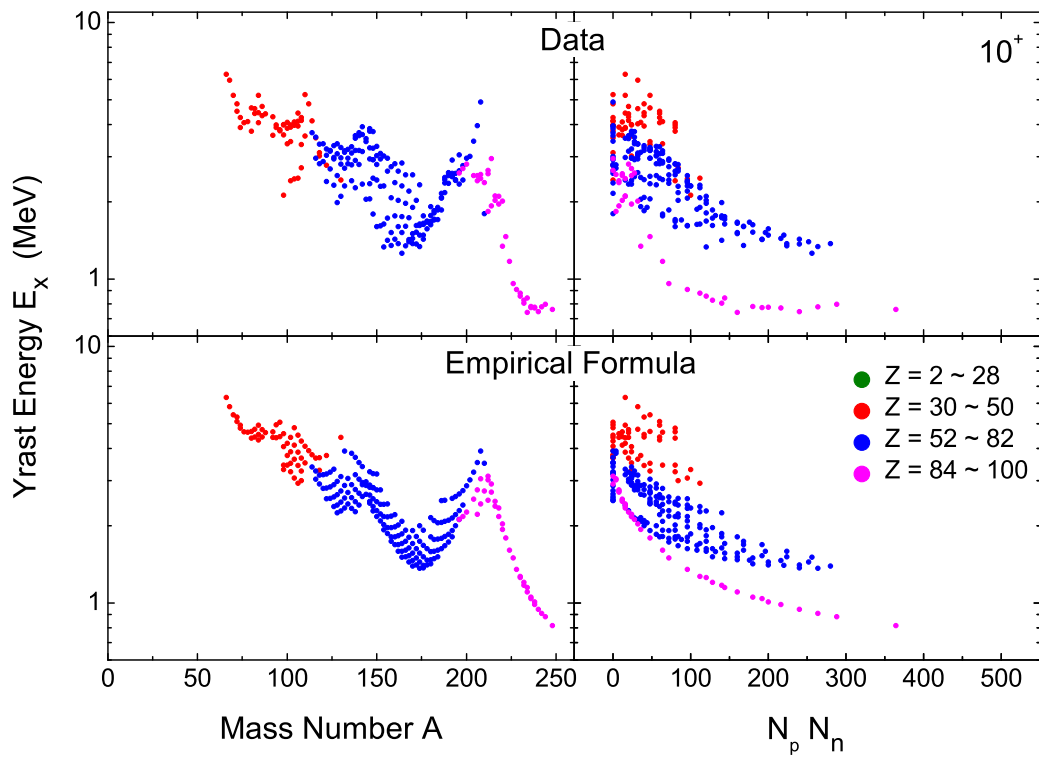 Data
10⁺
10
1
Yrast Energy Eₓ (MeV)
Empirical Formula
10
1
Z = 2 ~ 28
Z = 30 ~ 50
Z = 52 ~ 82
Z = 84 ~ 100
0 50 100 150 200 250 0 100 200 300 400 500
Mass Number A
Nₚ Nₙ